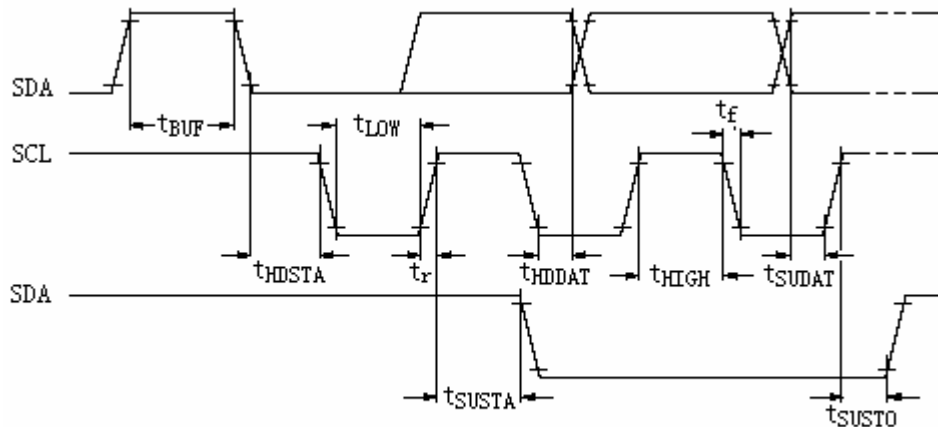 SDA
tBUF
tLOW
tf
SCL
tHDSTA
tr
tHDDAT
tHIGH
tSUDAT
SDA
tSUSTA
tSUSTO